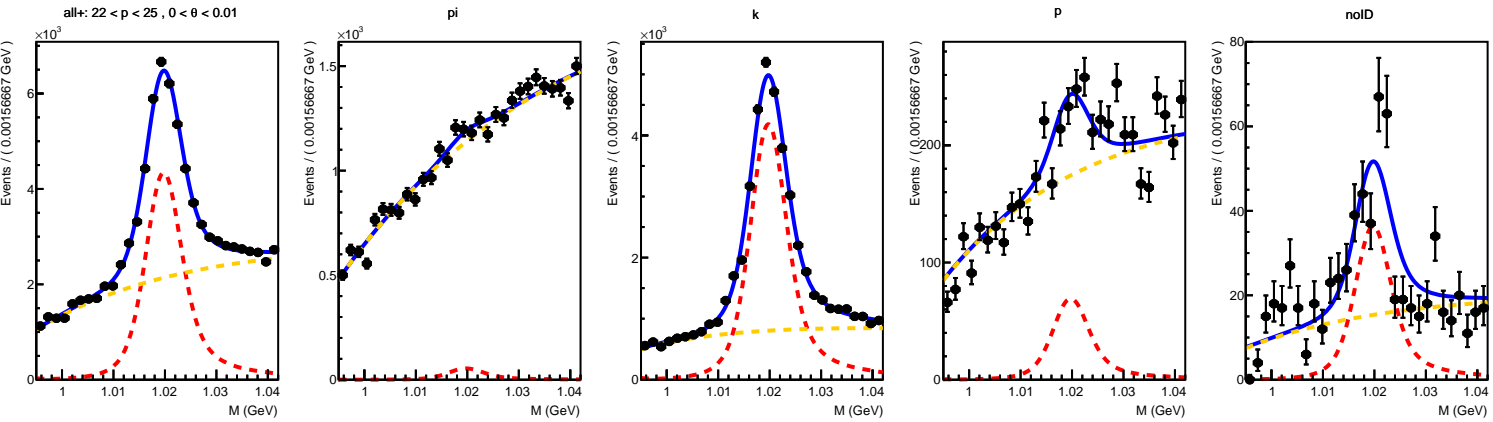 all+: 22 < p < 25 , 0 < θ < 0.01
×10³
Events / ( 0.00156667 GeV )
6
4
2
0
1 1.01 1.02 1.03 1.04
M (GeV)
pi
×10³
Events / ( 0.00156667 GeV )
1.5
1.0
0.5
0
1 1.01 1.02 1.03 1.04
M (GeV)
k
×10³
Events / ( 0.00156667 GeV )
4
2
0
1 1.01 1.02 1.03 1.04
M (GeV)
p
Events / ( 0.00156667 GeV )
200
100
0
1 1.01 1.02 1.03 1.04
M (GeV)
noID
Events / ( 0.00156667 GeV )
80
60
40
20
0
1 1.01 1.02 1.03 1.04
M (GeV)